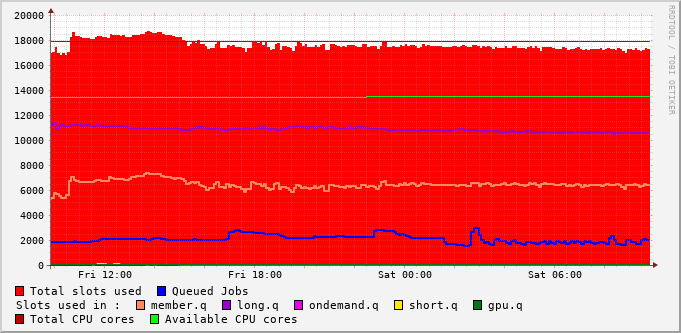 20000
18000
16000
14000
12000
10000
8000
6000
4000
2000
0
Fri 12:00 Fri 18:00 Sat 00:00 Sat 06:00
RRDTOOL / TOBI OETIKER
Total slots used Queued Jobs
Slots used in : member.q long.q ondemand.q short.q gpu.q
Total CPU cores Available CPU cores